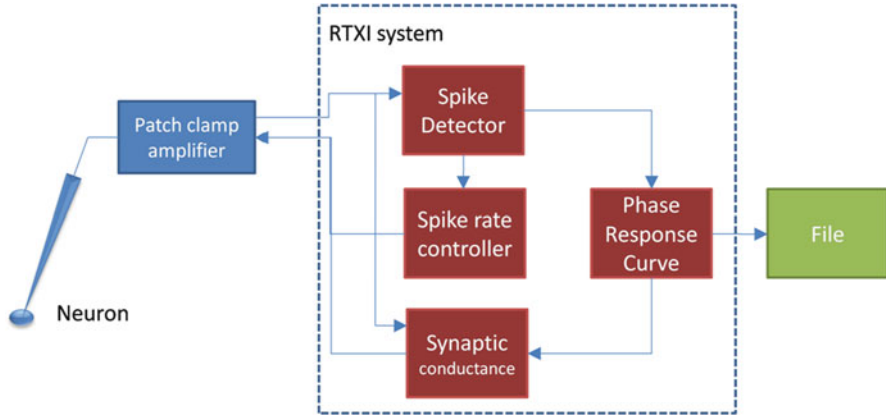 RTXI system
Patch clamp
amplifier
Spike
Detector
Spike rate
controller
Phase
Response
Curve
File
Neuron
Synaptic
conductance